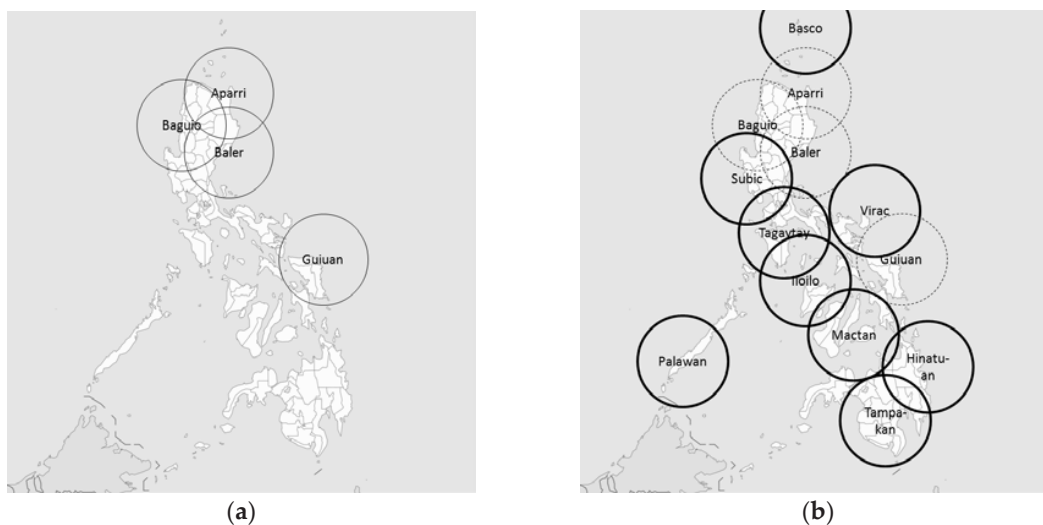 Aparri
Baguio
Baler
Guiuan
(a)
Basco
Aparri
Baguio
Baler
Subic
Virac
Tagaytay
Guiuan
Iloilo
Mactan
Palawan
Hinatu-
an
Tampa-
kan
(b)